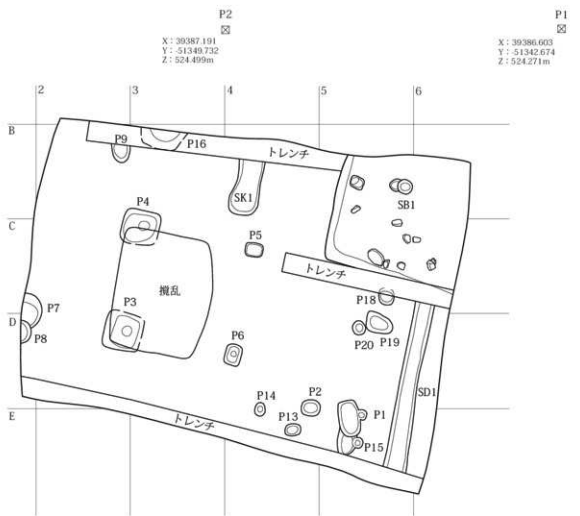 P2
X：39387.191
Y：-51349.732
Z：524.499m
P1
X：39386.603
Y：-51342.674
Z：524.271m
2
3
4
5
6
B
P9
P16
トレンチ
SK1
SB1
P4
C
P5
トレンチ
攪乱
P18
P7
D
P3
P8
P20
P19
P6
SD1
P14
P2
P1
E
トレンチ
P13
P15